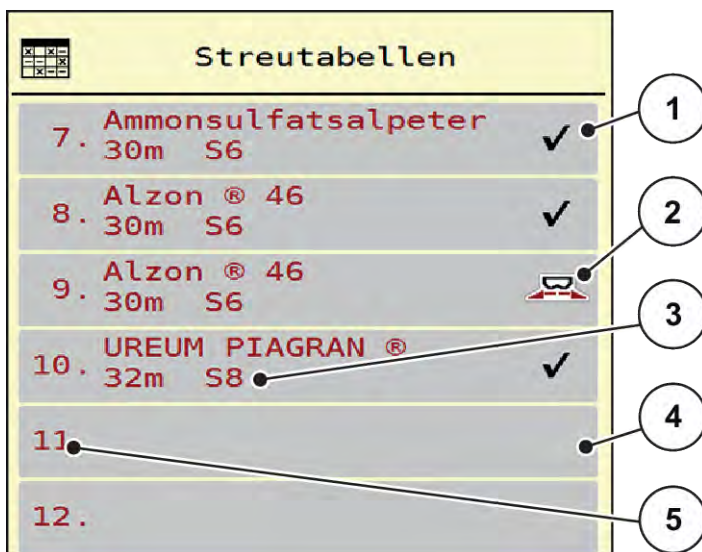 Streutabellen
7. Ammonsulfatsalpeter
30m S6
8. Alzon ® 46
30m S6
9. Alzon ® 46
30m S6
10. UREUM PIAGRAN ®
32m S8
11
12.
1
2
3
4
5